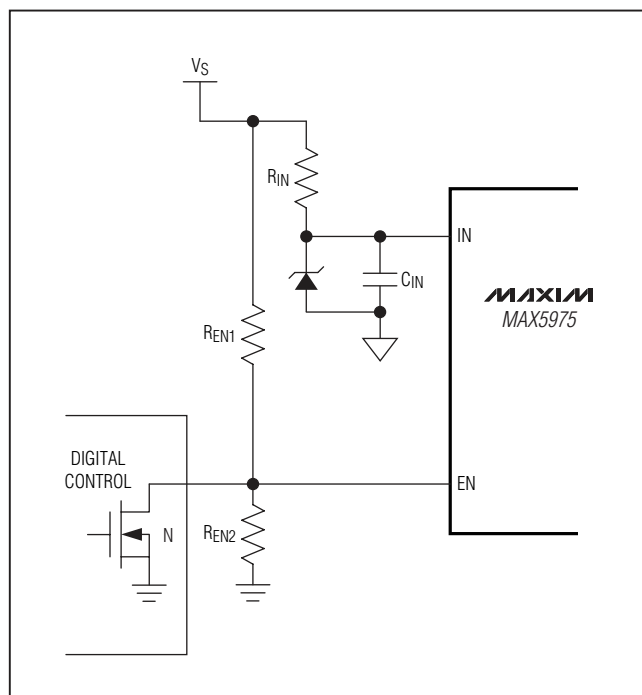 VS
RIN
IN
CIN
MAXIM
MAX5975
REN1
DIGITAL
CONTROL
EN
N
REN2